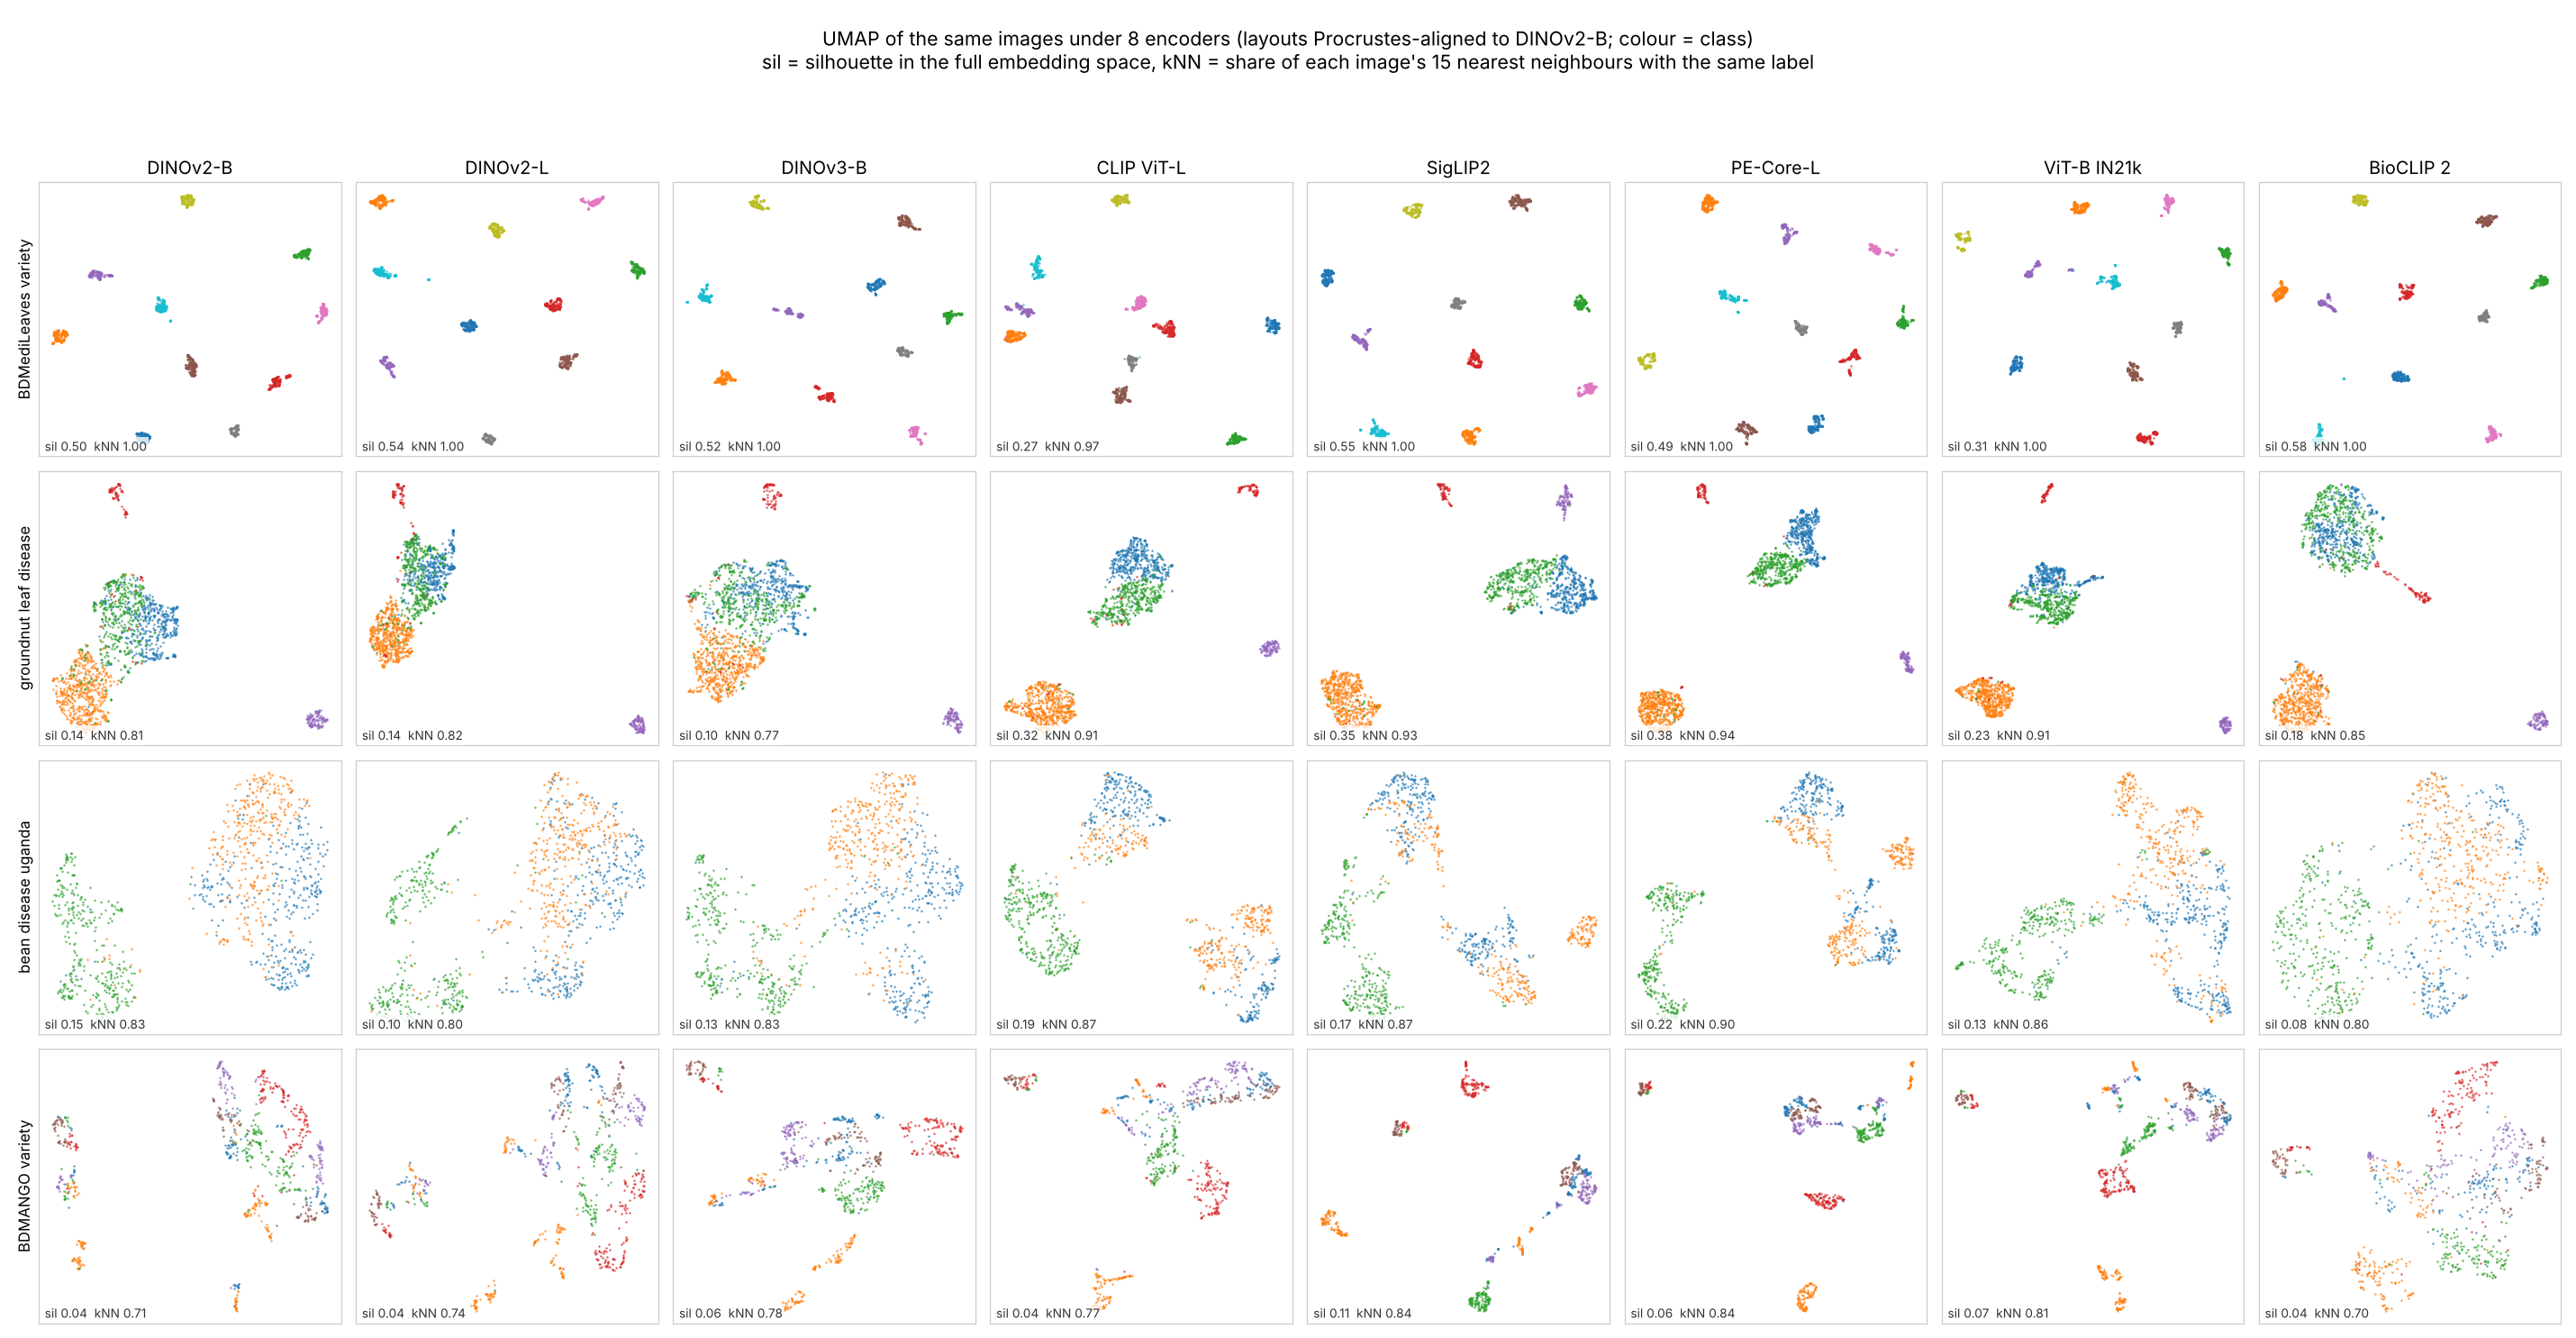 UMAP of the same images under 8 encoders (layouts Procrustes-aligned to DINOv2-B; colour = class)
sil = silhouette in the full embedding space, kNN = share of each image's 15 nearest neighbours with the same label
DINOv2-B
DINOv2-L
DINOv3-B
CLIP ViT-L
SigLIP2
PE-Core-L
ViT-B IN21k
BioCLIP 2
BDMediLeaves variety
sil 0.50 kNN 1.00
sil 0.54 kNN 1.00
sil 0.52 kNN 1.00
sil 0.27 kNN 0.97
sil 0.55 kNN 1.00
sil 0.49 kNN 1.00
sil 0.31 kNN 1.00
sil 0.58 kNN 1.00
groundnut leaf disease
sil 0.14 kNN 0.81
sil 0.14 kNN 0.82
sil 0.10 kNN 0.77
sil 0.32 kNN 0.91
sil 0.35 kNN 0.93
sil 0.38 kNN 0.94
sil 0.23 kNN 0.91
sil 0.18 kNN 0.85
bean disease uganda
sil 0.15 kNN 0.83
sil 0.10 kNN 0.80
sil 0.13 kNN 0.83
sil 0.19 kNN 0.87
sil 0.17 kNN 0.87
sil 0.22 kNN 0.90
sil 0.13 kNN 0.86
sil 0.08 kNN 0.80
BDMANGO variety
sil 0.04 kNN 0.71
sil 0.04 kNN 0.74
sil 0.06 kNN 0.78
sil 0.04 kNN 0.77
sil 0.11 kNN 0.84
sil 0.06 kNN 0.84
sil 0.07 kNN 0.81
sil 0.04 kNN 0.70